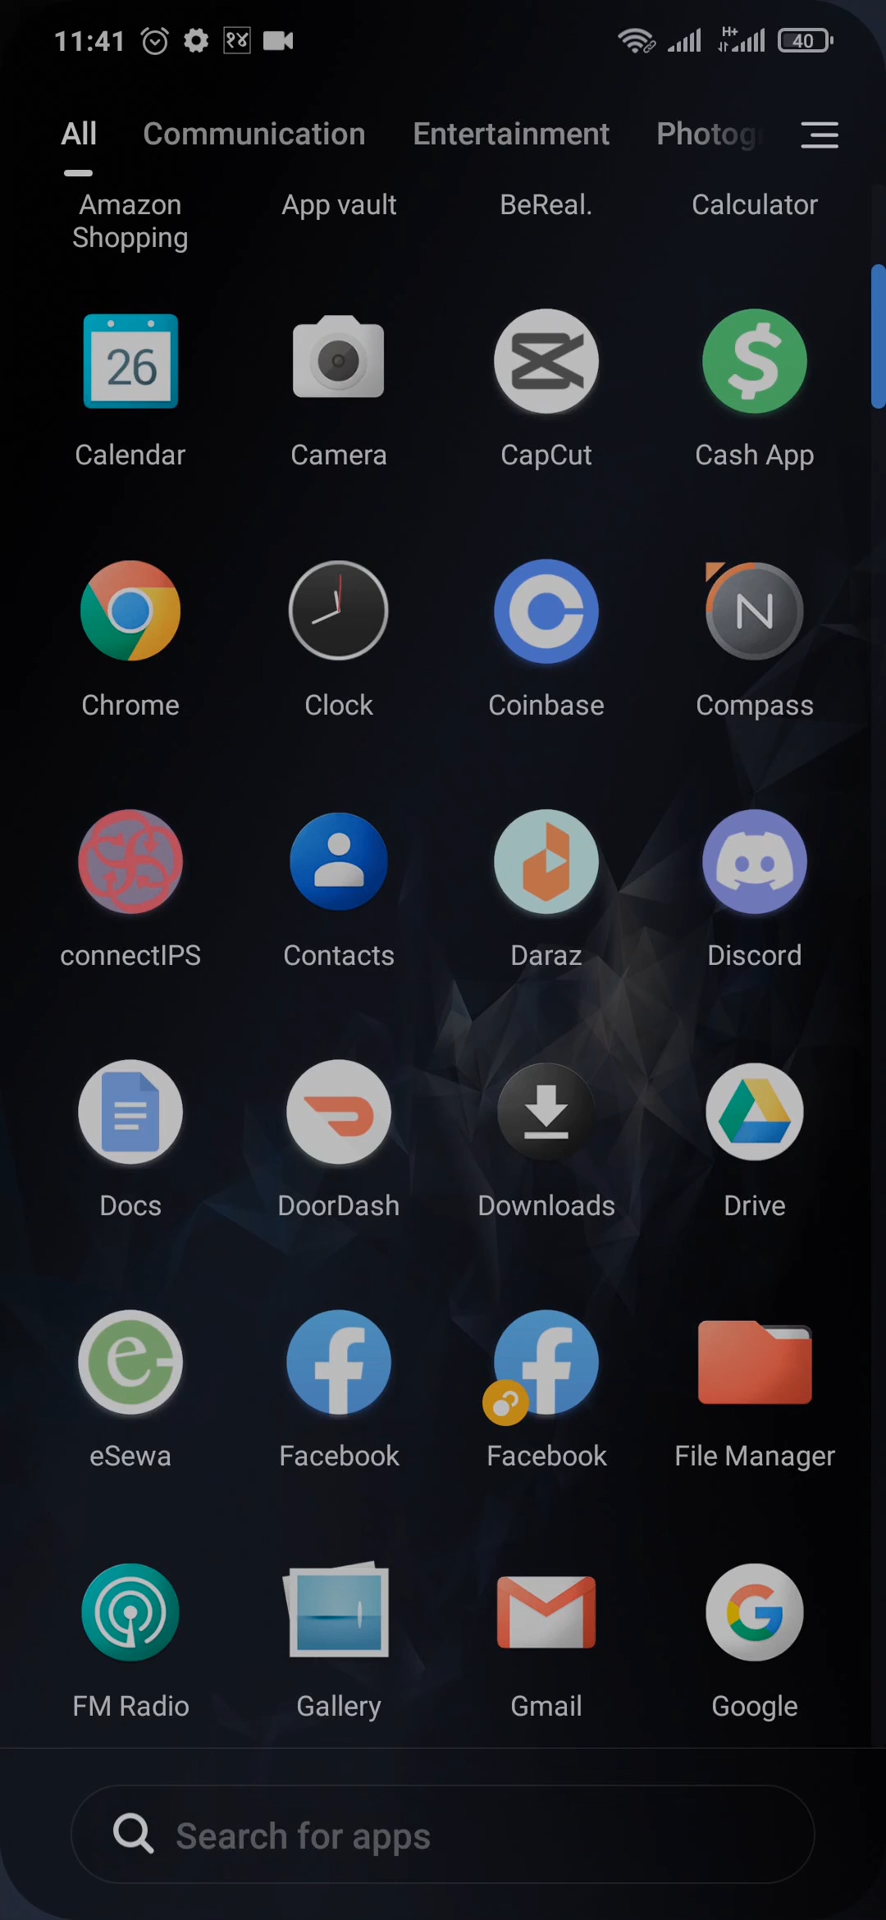 11:41 १४ H+ 40
All Communication Entertainment Photog
Amazon Shopping App vault BeReal. Calculator
26
Calendar Camera CapCut Cash App
N
Chrome Clock Coinbase Compass
connectIPS Contacts Daraz Discord
Docs DoorDash Downloads Drive
eSewa Facebook Facebook File Manager
FM Radio Gallery Gmail Google
Search for apps